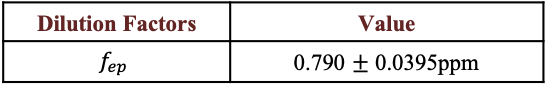 Dilution Factors Value
fep 0.790 ± 0.0395ppm